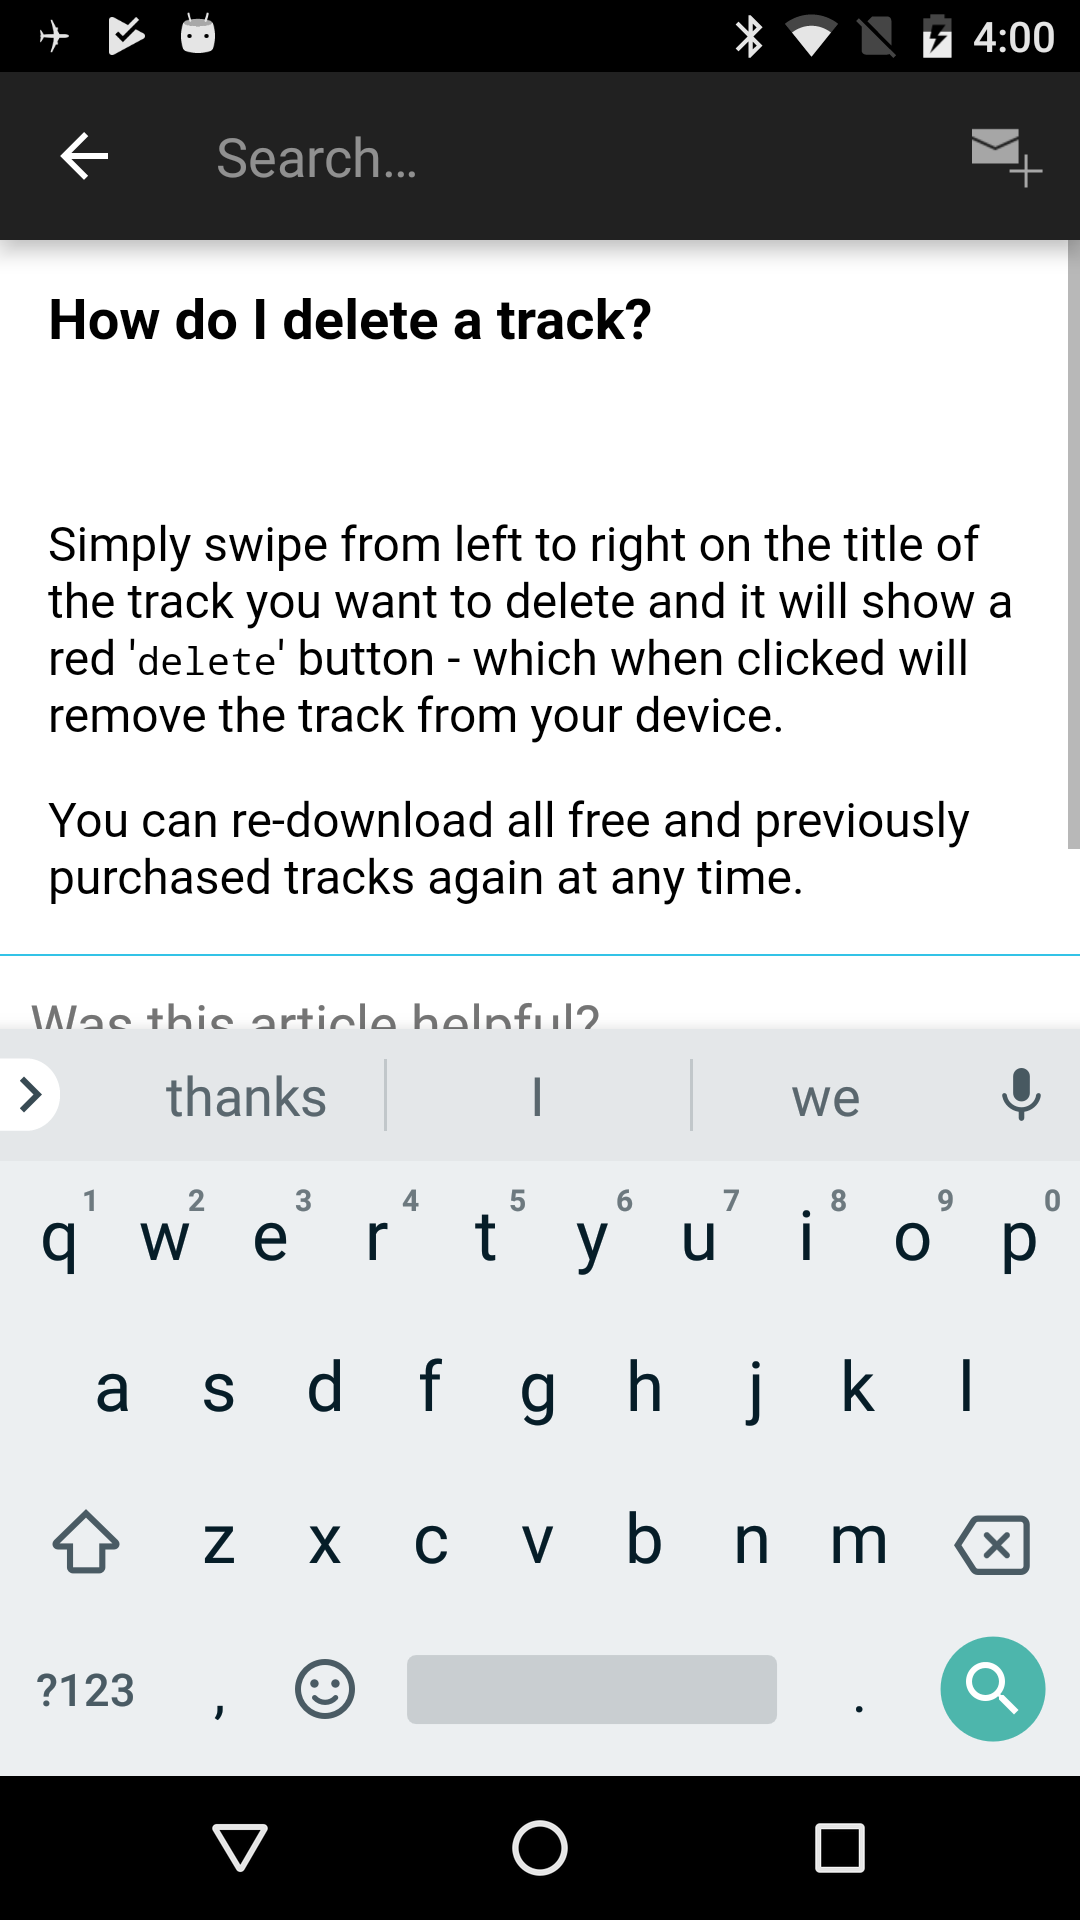 4:00
Search...
How do I delete a track?
Simply swipe from left to right on the title of
the track you want to delete and it will show a
red 'delete' button - which when clicked will
remove the track from your device.
You can re-download all free and previously
purchased tracks again at any time.
Was this article helpful?
thanks I we
1 2 3 4 5 6 7 8 9 0
q w e r t y u i o p
a s d f g h j k l
z x c v b n m
?123 , .